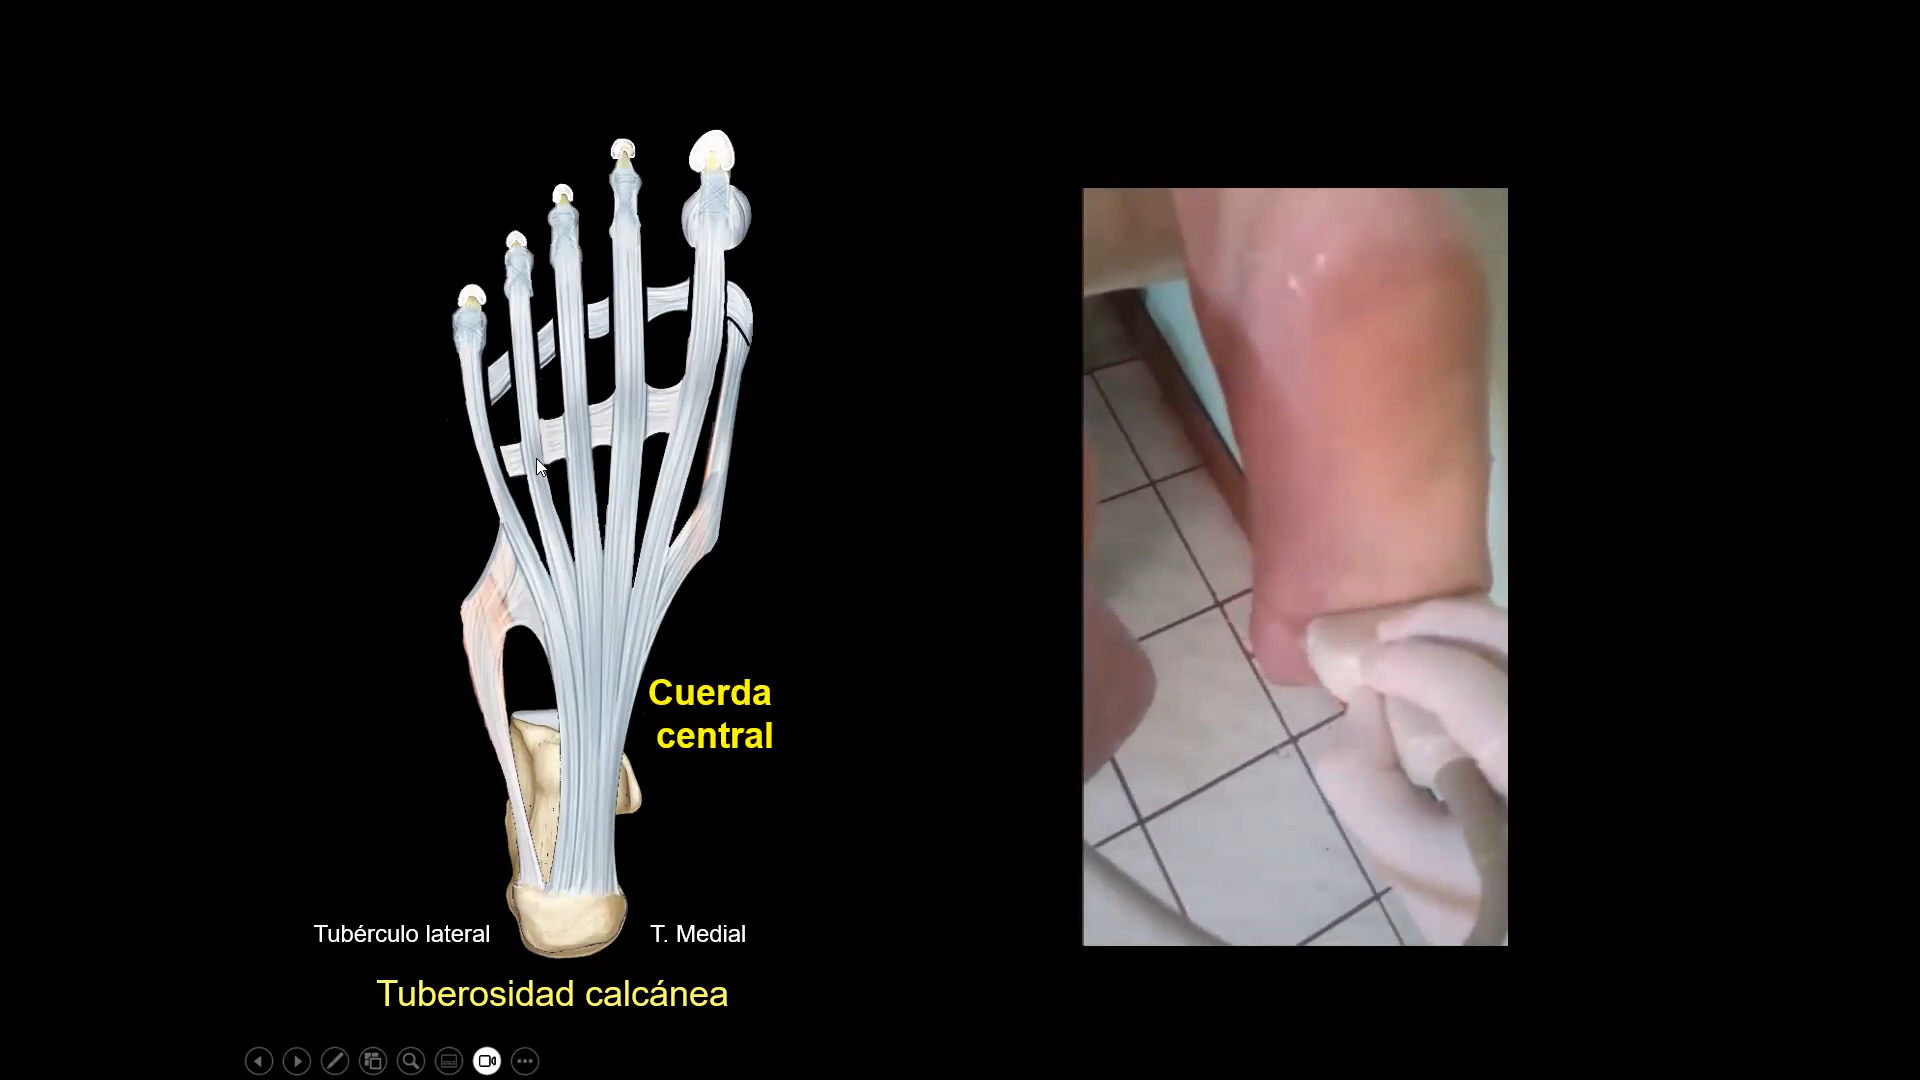 Cuerda
central
Tubérculo lateral
T. Medial
Tuberosidad calcánea